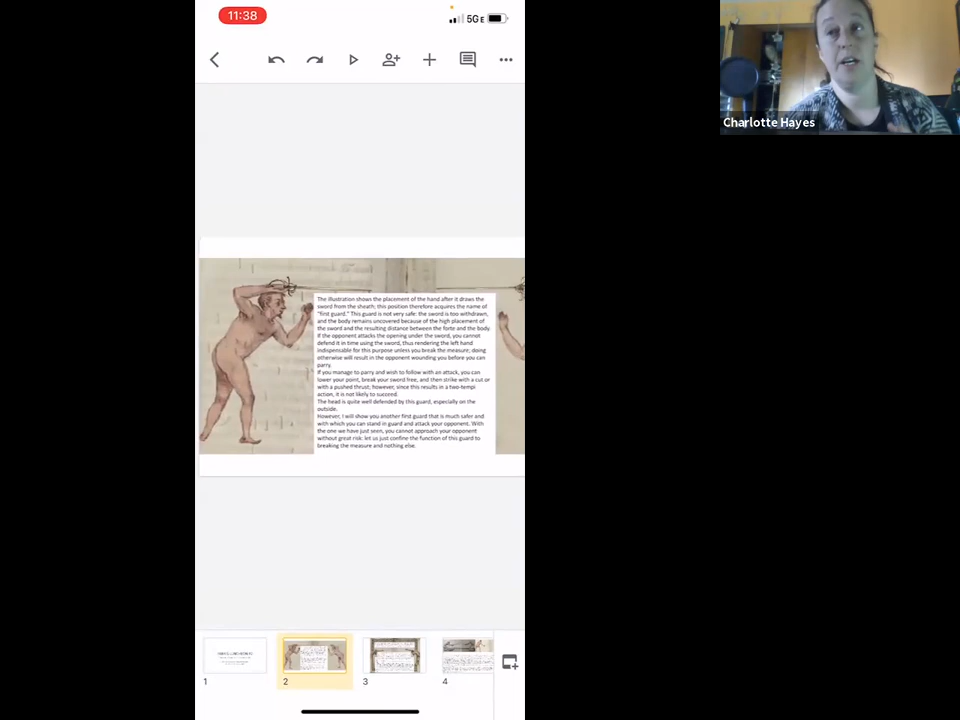 11:38
5GE
Charlotte Hayes
The illustration shows the placement of the hand after it draws the
sword from the sheath; this position therefore acquires the name of
"first guard." This guard is not very safe: the sword is too withdrawn,
and the body remains uncovered because of the high placement of
the sword and the resulting distance between the forte and the body.
If the opponent attacks the opening under the sword, you cannot
defend it in time using the sword, thus rendering the left hand
indispensable for this purpose unless you break the measure; doing
otherwise will result in the opponent wounding you before you can
parry.
If you manage to parry and wish to follow with an attack, you can
lower your point, break your sword free, and then strike with a cut or
with a pushed thrust; however, since this results in a two-tempi
action, it is not likely to succeed.
The head is quite well defended by this guard, especially on the
outside.
However, I will show you another first guard that is much safer and
with which you can stand in guard and attack your opponent. With
the one we have just seen, you cannot approach your opponent
without great risk: let us just confine the function of this guard to
breaking the measure and nothing else.
1
2
3
4